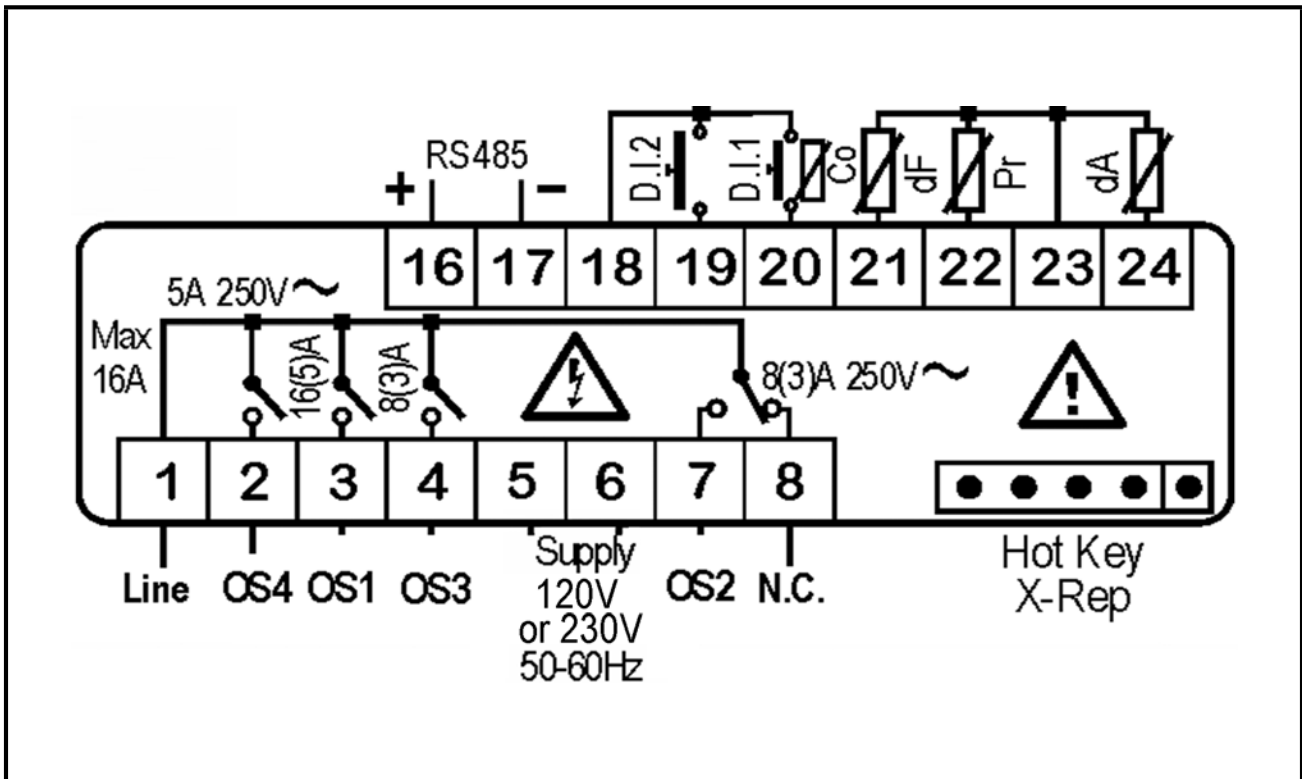 RS485
+ −
D.I.2
D.I.1
Co
dF
Pr
dA
16 17 18 19 20 21 22 23 24
5A 250V~
Max
16A
16(5)A
8(3)A
8(3)A 250V~
1 2 3 4 5 6 7 8
Line OS4 OS1 OS3
Supply
120V
or 230V
50-60Hz
OS2 N.C.
Hot Key
X-Rep
!